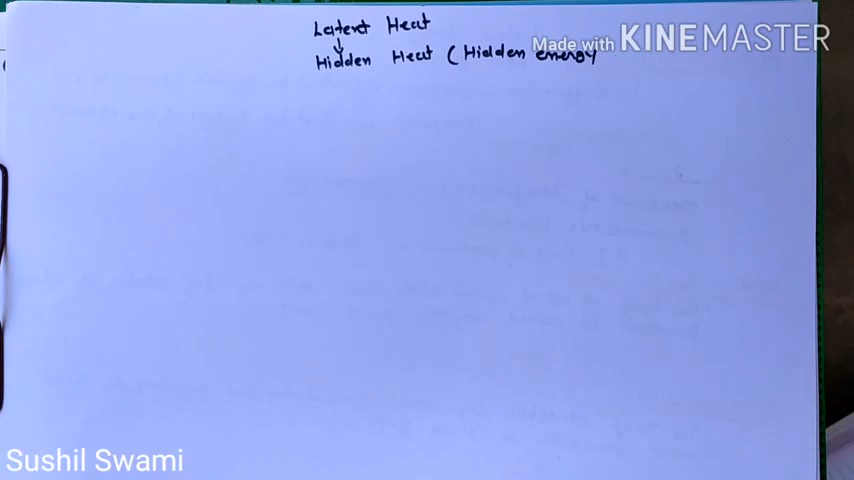 Latent Heat
Made with KINEMASTER
Hidden Heat (Hidden energy
Sushil Swami